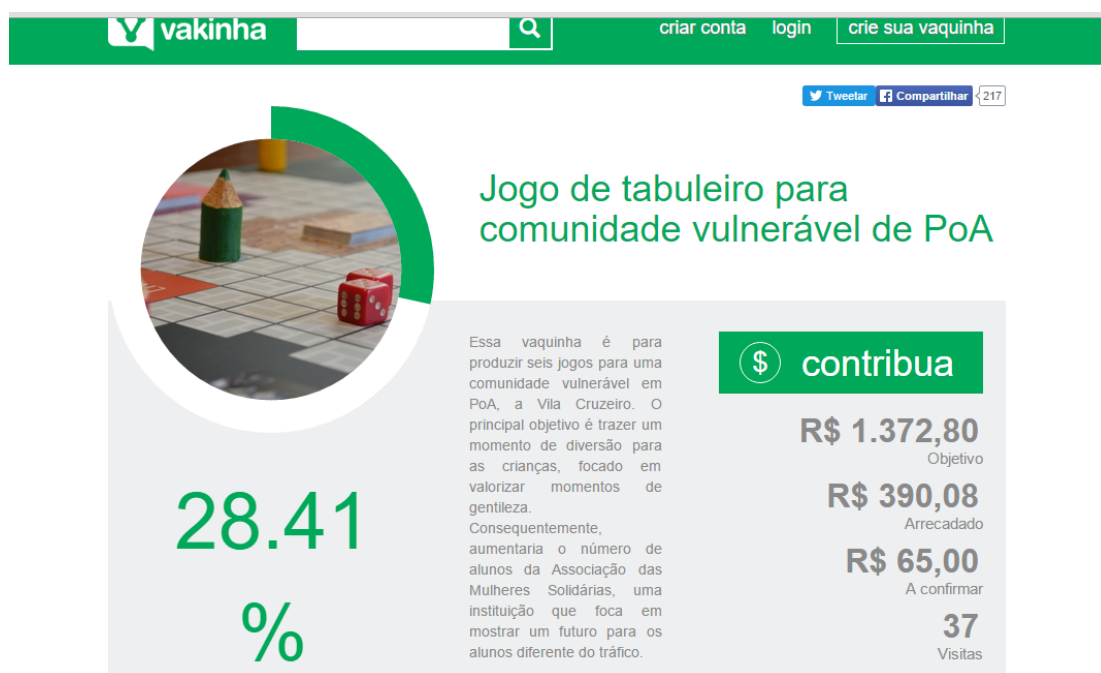 vakinha
criar conta
login
crie sua vaquinha
Tweetar
Compartilhar
217
Jogo de tabuleiro para
comunidade vulnerável de PoA
28.41
%
Essa vaquinha é para
produzir seis jogos para uma
comunidade vulnerável em
PoA, a Vila Cruzeiro. O
principal objetivo é trazer um
momento de diversão para
as crianças, focado em
valorizar momentos de
gentileza.
Consequentemente,
aumentaria o número de
alunos da Associação das
Mulheres Solidárias, uma
instituição que foca em
mostrar um futuro para os
alunos diferente do tráfico.
$ contribua
R$ 1.372,80
Objetivo
R$ 390,08
Arrecadado
R$ 65,00
A confirmar
37
Visitas